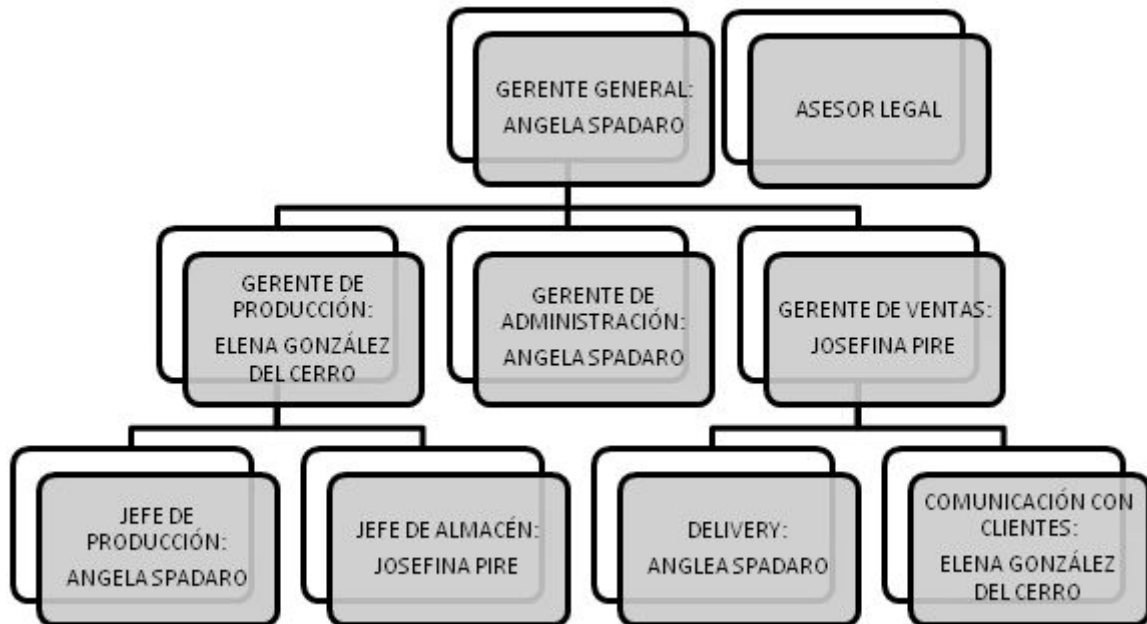 GERENTE GENERAL:
ANGELA SPADARO
ASESOR LEGAL
GERENTE DE
PRODUCCIÓN:
ELENA GONZÁLEZ
DEL CERRO
GERENTE DE
ADMINISTRACIÓN:
ANGELA SPADARO
GERENTE DE VENTAS:
JOSEFINA PIRE
JEFE DE
PRODUCCIÓN:
ANGELA SPADARO
JEFE DE ALMACÉN:
JOSEFINA PIRE
DELIVERY:
ANGLEA SPADARO
COMUNICACIÓN CON
CLIENTES:
ELENA GONZÁLEZ
DEL CERRO